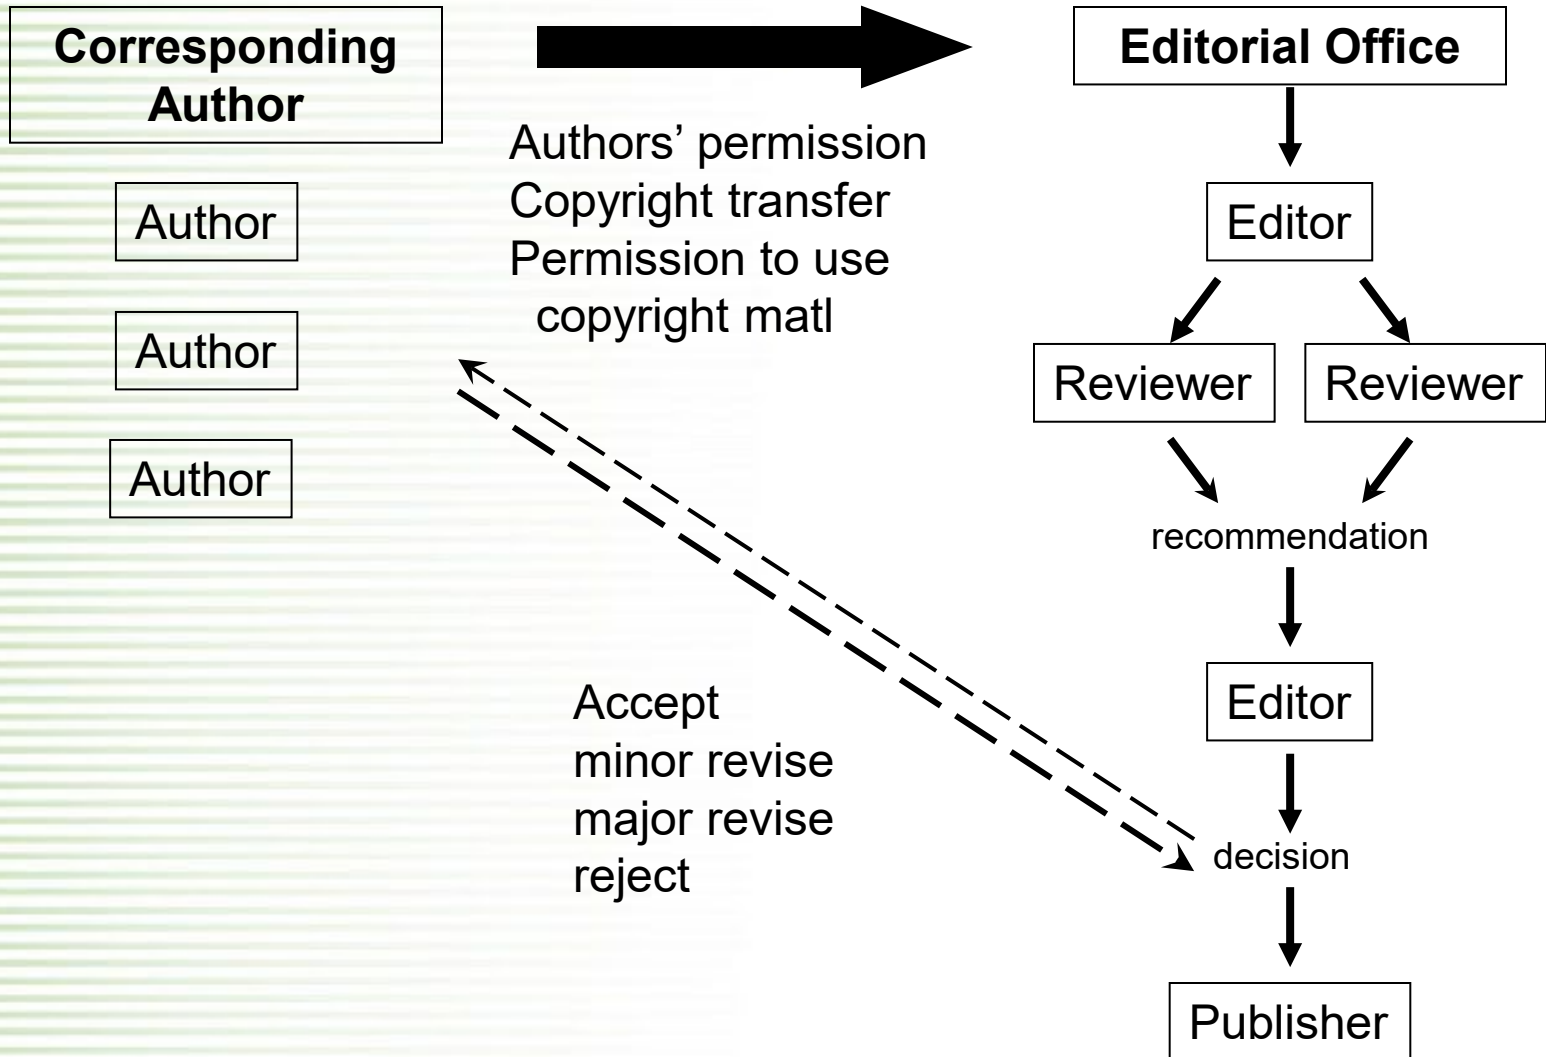 Corresponding
Author
Author
Author
Author
Authors’ permission
Copyright transfer
Permission to use
copyright matl
Accept
minor revise
major revise
reject
Editorial Office
Editor
Reviewer Reviewer
recommendation
Editor
decision
Publisher